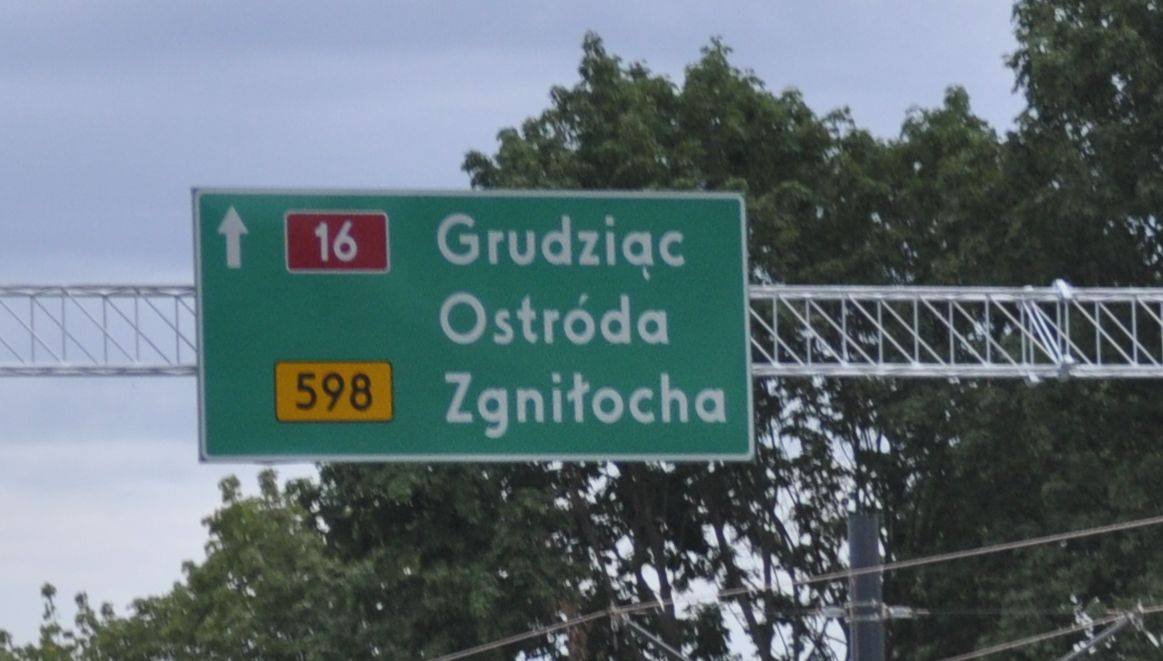 16 Grudziąc
Ostróda
598 Zgniłocha